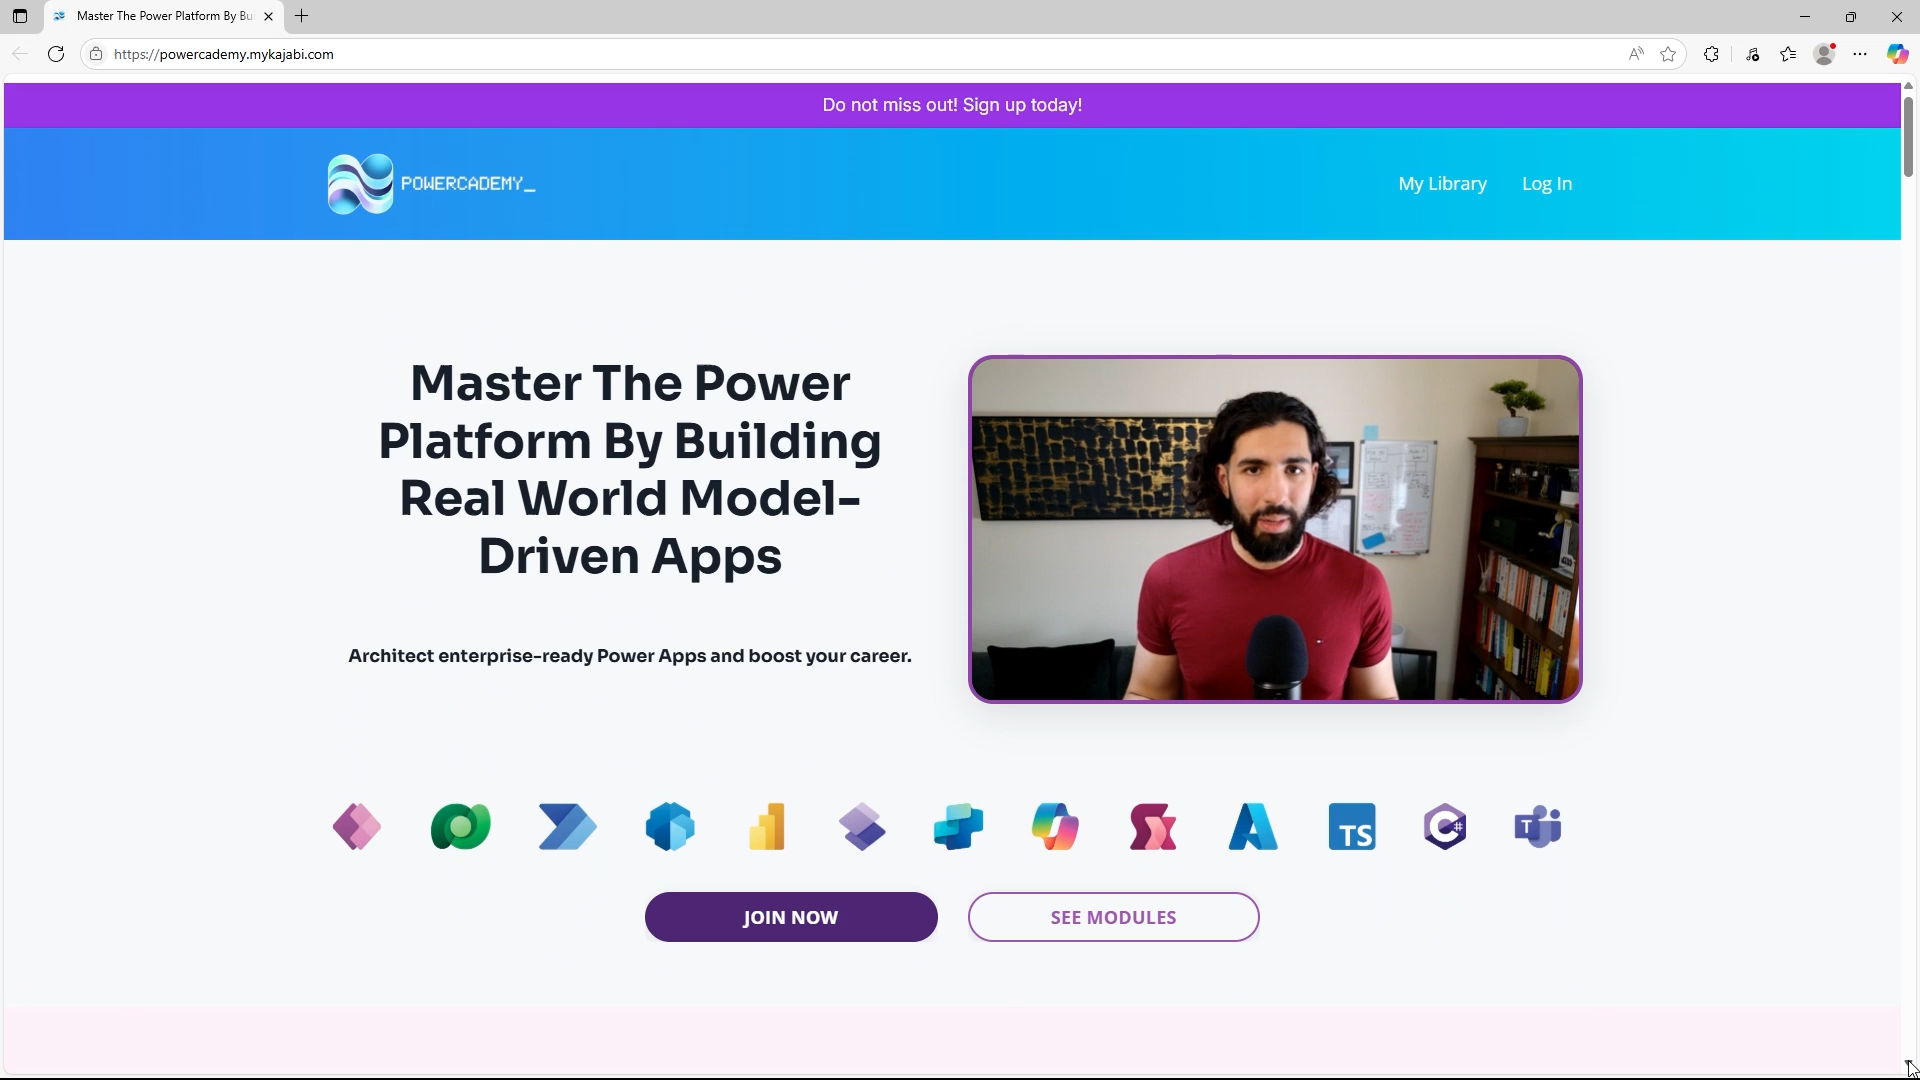 Master The Power Platform By Bu
https://powercademy.mykajabi.com
Do not miss out! Sign up today!
POWERCADEMY_
My Library
Log In
Master The Power
Platform By Building
Real World Model-
Driven Apps
Architect enterprise-ready Power Apps and boost your career.
TS
C#
T
JOIN NOW
SEE MODULES